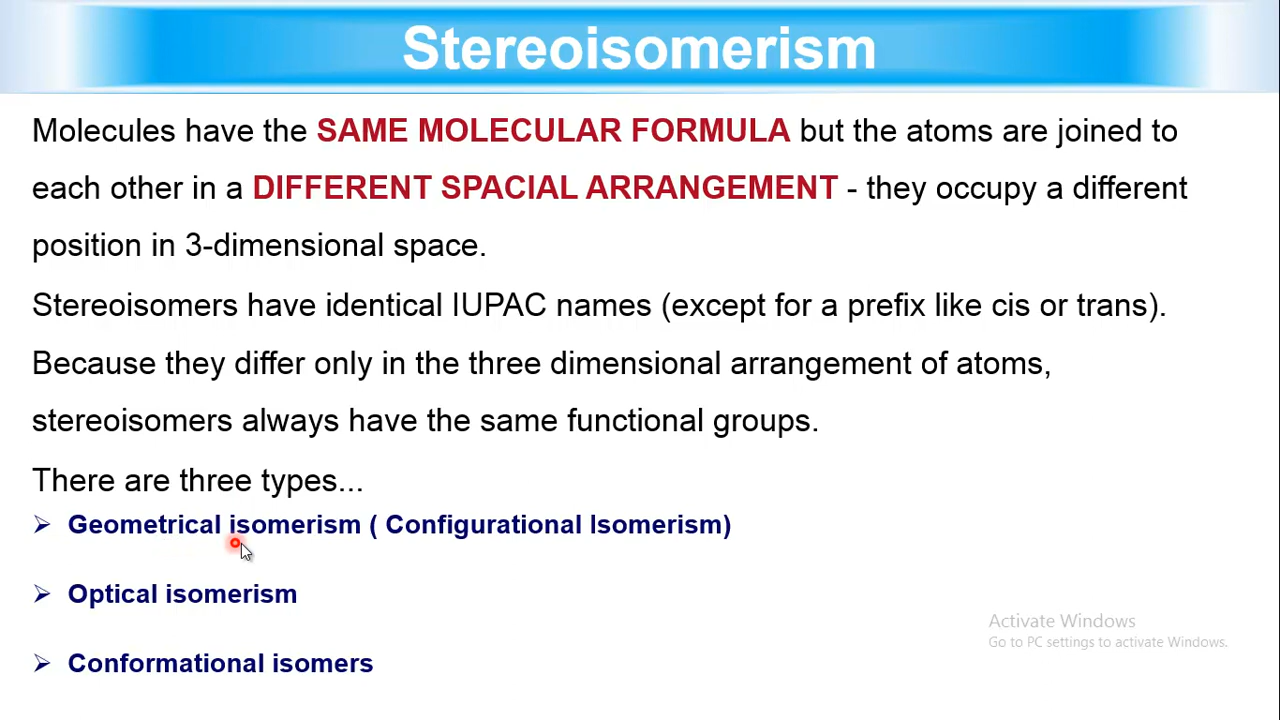 Stereoisomerism
Molecules have the SAME MOLECULAR FORMULA but the atoms are joined to
each other in a DIFFERENT SPACIAL ARRANGEMENT - they occupy a different
position in 3-dimensional space.
Stereoisomers have identical IUPAC names (except for a prefix like cis or trans).
Because they differ only in the three dimensional arrangement of atoms,
stereoisomers always have the same functional groups.
There are three types...
➢ Geometrical isomerism ( Configurational Isomerism)
➢ Optical isomerism
➢ Conformational isomers
Activate Windows
Go to PC settings to activate Windows.